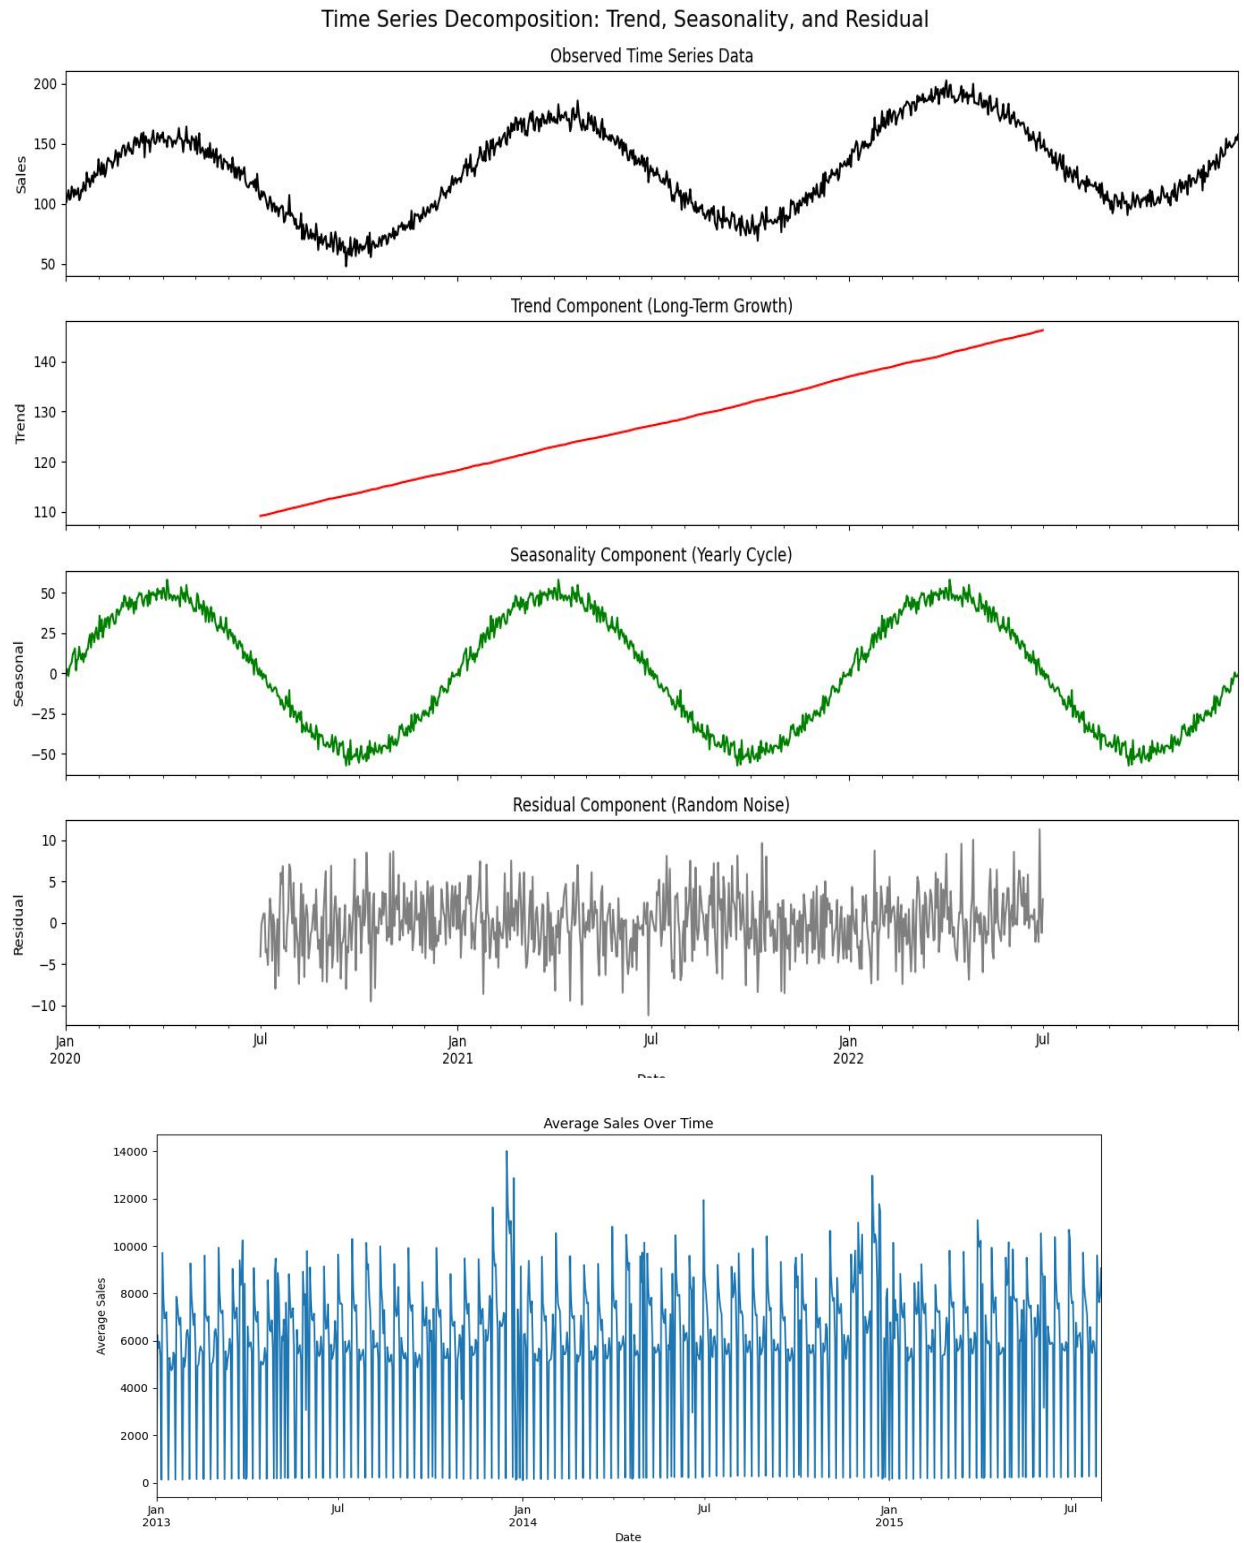 Time Series Decomposition: Trend, Seasonality, and Residual
Observed Time Series Data
200
150
100
50
Sales
Trend Component (Long-Term Growth)
140
130
120
110
Trend
Seasonality Component (Yearly Cycle)
50
25
0
−25
−50
Seasonal
Residual Component (Random Noise)
10
5
0
−5
−10
Residual
Jan Jul Jan Jul Jan Jul
2020 2021 2022
Date
Average Sales Over Time
14000
12000
10000
8000
6000
4000
2000
0
Average Sales
Jan Jul Jan Jul Jan Jul
2013 2014 2015
Date